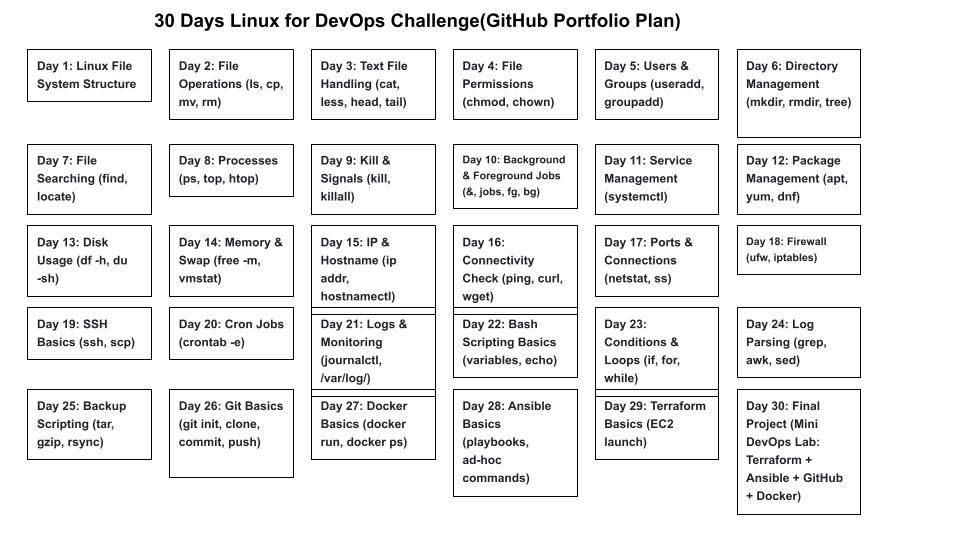 30 Days Linux for DevOps Challenge(GitHub Portfolio Plan)
Day 1: Linux File
System Structure
Day 2: File
Operations (ls, cp,
mv, rm)
Day 3: Text File
Handling (cat,
less, head, tail)
Day 4: File
Permissions
(chmod, chown)
Day 5: Users &
Groups (useradd,
groupadd)
Day 6: Directory
Management
(mkdir, rmdir, tree)
Day 7: File
Searching (find,
locate)
Day 8: Processes
(ps, top, htop)
Day 9: Kill &
Signals (kill,
killall)
Day 10: Background
& Foreground Jobs
(&, jobs, fg, bg)
Day 11: Service
Management
(systemctl)
Day 12: Package
Management (apt,
yum, dnf)
Day 13: Disk
Usage (df -h, du
-sh)
Day 14: Memory &
Swap (free -m,
vmstat)
Day 15: IP &
Hostname (ip
addr,
hostnamectl)
Day 16:
Connectivity
Check (ping, curl,
wget)
Day 17: Ports &
Connections
(netstat, ss)
Day 18: Firewall
(ufw, iptables)
Day 19: SSH
Basics (ssh, scp)
Day 20: Cron Jobs
(crontab -e)
Day 21: Logs &
Monitoring
(journalctl,
/var/log/)
Day 22: Bash
Scripting Basics
(variables, echo)
Day 23:
Conditions &
Loops (if, for,
while)
Day 24: Log
Parsing (grep,
awk, sed)
Day 25: Backup
Scripting (tar,
gzip, rsync)
Day 26: Git Basics
(git init, clone,
commit, push)
Day 27: Docker
Basics (docker
run, docker ps)
Day 28: Ansible
Basics
(playbooks,
ad-hoc
commands)
Day 29: Terraform
Basics (EC2
launch)
Day 30: Final
Project (Mini
DevOps Lab:
Terraform +
Ansible + GitHub
+ Docker)